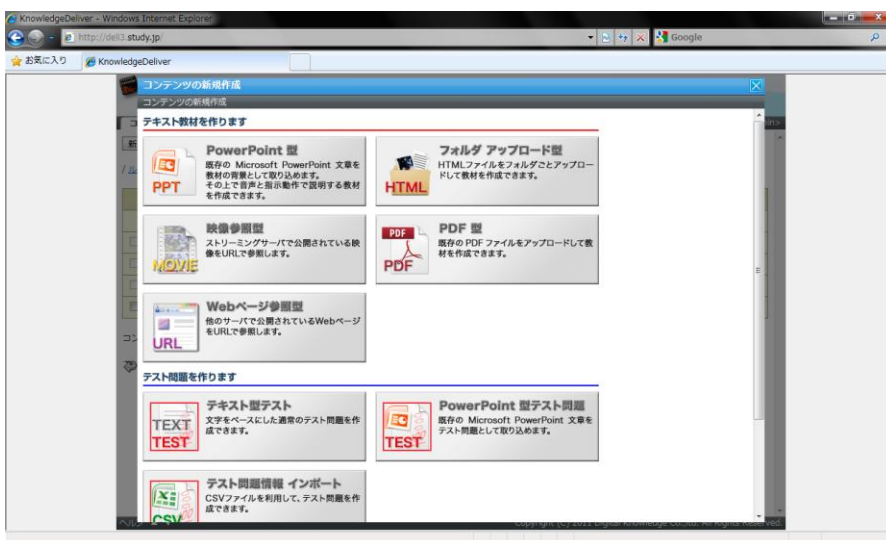 KnowledgeDeliver - Windows Internet Explorer
http://deli3.study.jp/
Google
お気に入り
KnowledgeDeliver
コンテンツの新規作成
コンテンツの新規作成
テキスト教材を作ります
PowerPoint 型
既存の Microsoft PowerPoint 文章を
教材の背景として取り込めます。
その上で音声と指示動作で説明する教材
を作成できます。
PPT
フォルダ アップロード型
HTMLファイルをフォルダごとアップロー
ドして教材を作成できます。
HTML
映像参照型
ストリーミングサーバで公開されている映
像をURLで参照します。
MOVIE
PDF 型
既存の PDF ファイルをアップロードして教
材を作成できます。
PDF
PDF
Webページ参照型
他のサーバで公開されているWebページ
をURLで参照します。
URL
テスト問題を作ります
テキスト型テスト
文字をベースにした通常のテスト問題を作
成できます。
TEXT
TEST
PowerPoint 型テスト問題
既存の Microsoft PowerPoint 文章を
テスト問題として取り込めます。
TEST
テスト問題情報 インポート
CSVファイルを利用して、テスト問題を作
成できます。
CSV
ヘルプ
Copyright (C) 2011 Digital Knowledge Co.,Ltd. All Rights Reserved.